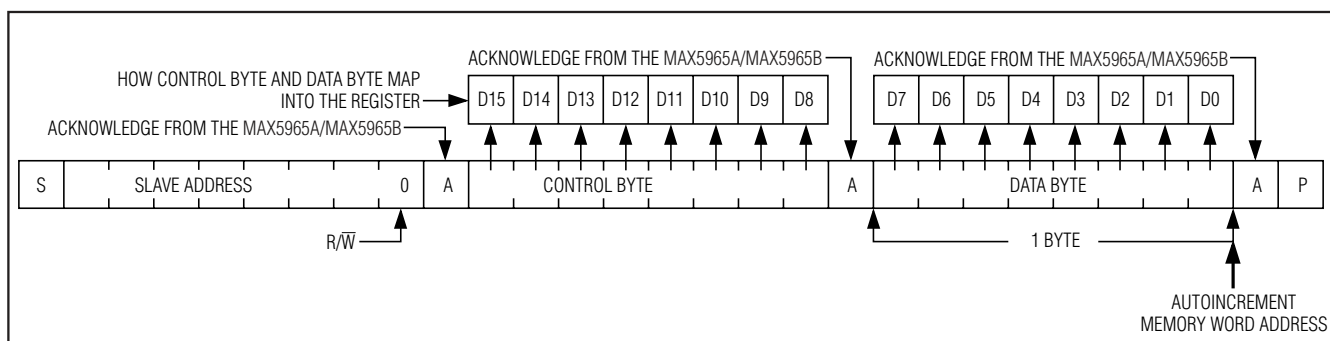 ACKNOWLEDGE FROM THE MAX5965A/MAX5965B
ACKNOWLEDGE FROM THE MAX5965A/MAX5965B
HOW CONTROL BYTE AND DATA BYTE MAP
INTO THE REGISTER
D15 D14 D13 D12 D11 D10 D9 D8
D7 D6 D5 D4 D3 D2 D1 D0
ACKNOWLEDGE FROM THE MAX5965A/MAX5965B
S SLAVE ADDRESS 0 A CONTROL BYTE A DATA BYTE A P
R/W̅
1 BYTE
AUTOINCREMENT
MEMORY WORD ADDRESS